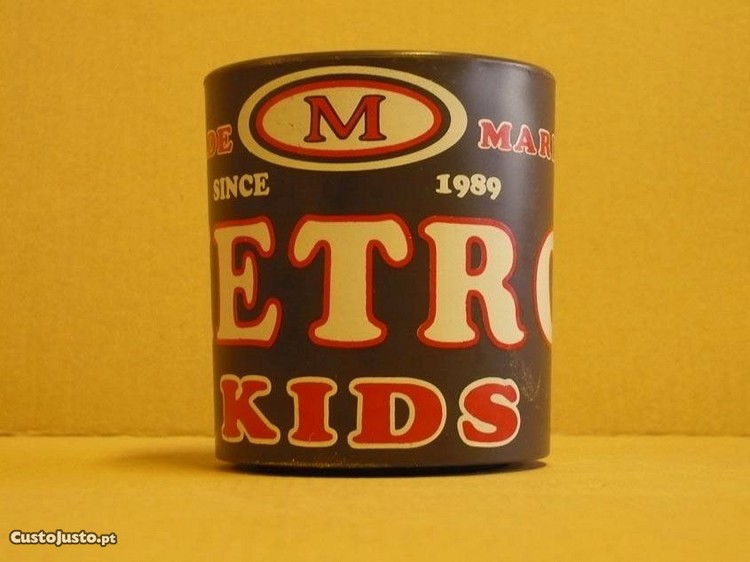 M
DE MAR
SINCE 1989
ETRO
KIDS
CustoJusto.pt